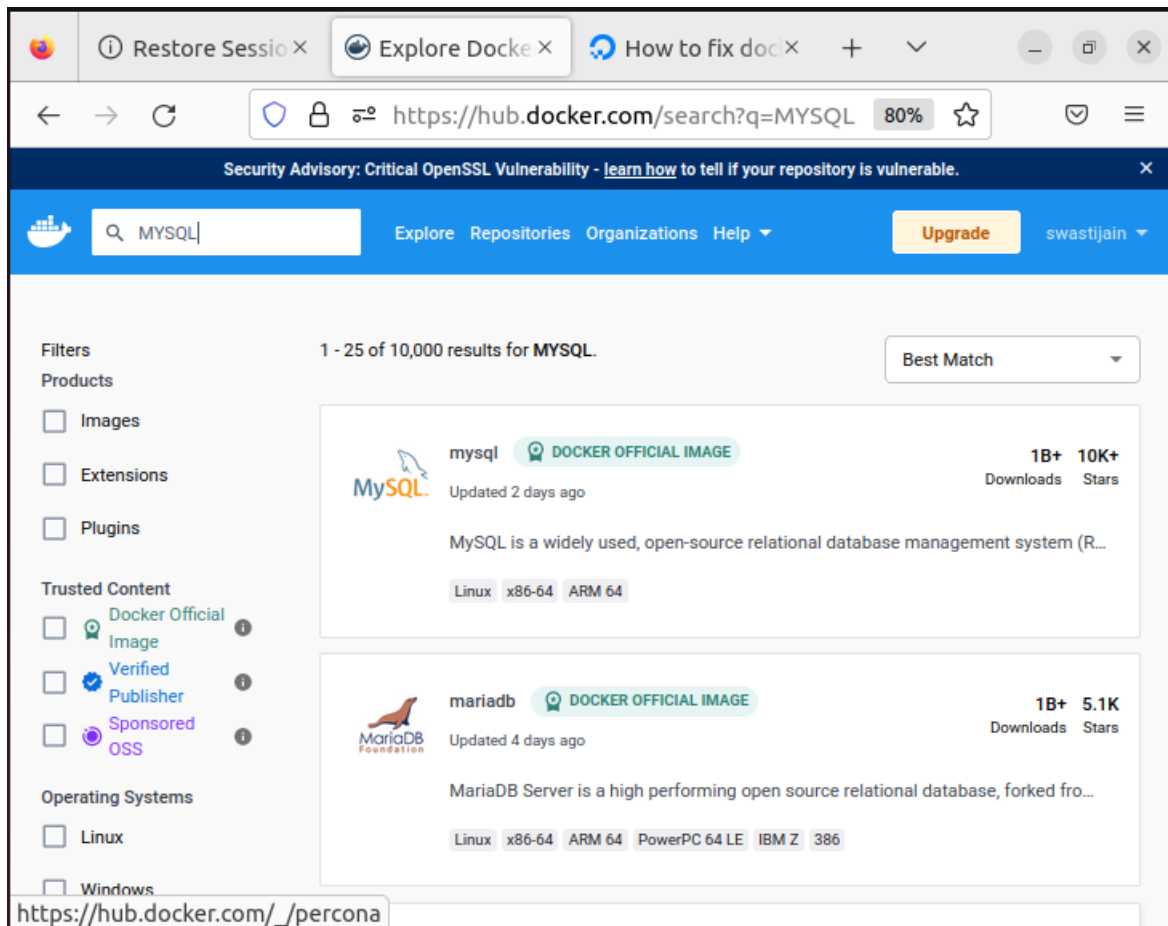 Restore Sessio
Explore Docke
How to fix doc
https://hub.docker.com/search?q=MYSQL 80%
Security Advisory: Critical OpenSSL Vulnerability - learn how to tell if your repository is vulnerable.
MYSQL Explore Repositories Organizations Help Upgrade swastijain
Filters
Products
Images
Extensions
Plugins
Trusted Content
Docker Official
Image
Verified
Publisher
Sponsored
OSS
Operating Systems
Linux
Windows
1 - 25 of 10,000 results for MYSQL.
Best Match
MySQL
mysql DOCKER OFFICIAL IMAGE
Updated 2 days ago
1B+ 10K+
Downloads Stars
MySQL is a widely used, open-source relational database management system (R...
Linux x86-64 ARM 64
MariaDB
Foundation
mariadb DOCKER OFFICIAL IMAGE
Updated 4 days ago
1B+ 5.1K
Downloads Stars
MariaDB Server is a high performing open source relational database, forked fro...
Linux x86-64 ARM 64 PowerPC 64 LE IBM Z 386
https://hub.docker.com/_/percona